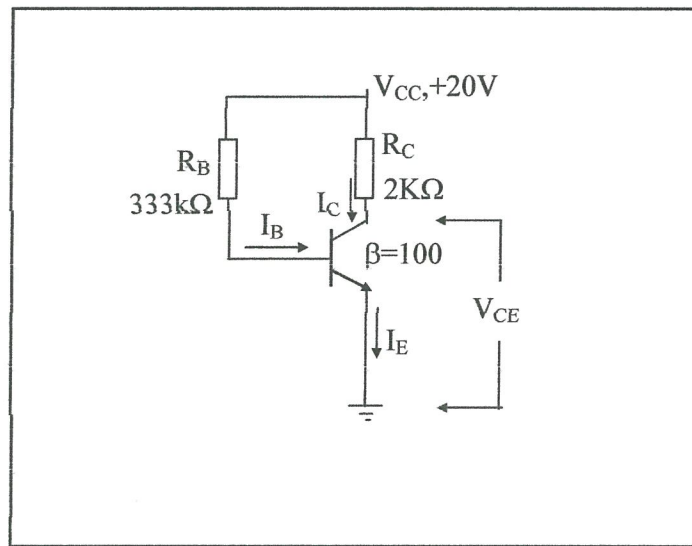 V_CC,+20V
R_B
R_C
333kΩ
I_C
2KΩ
I_B
β=100
V_CE
I_E